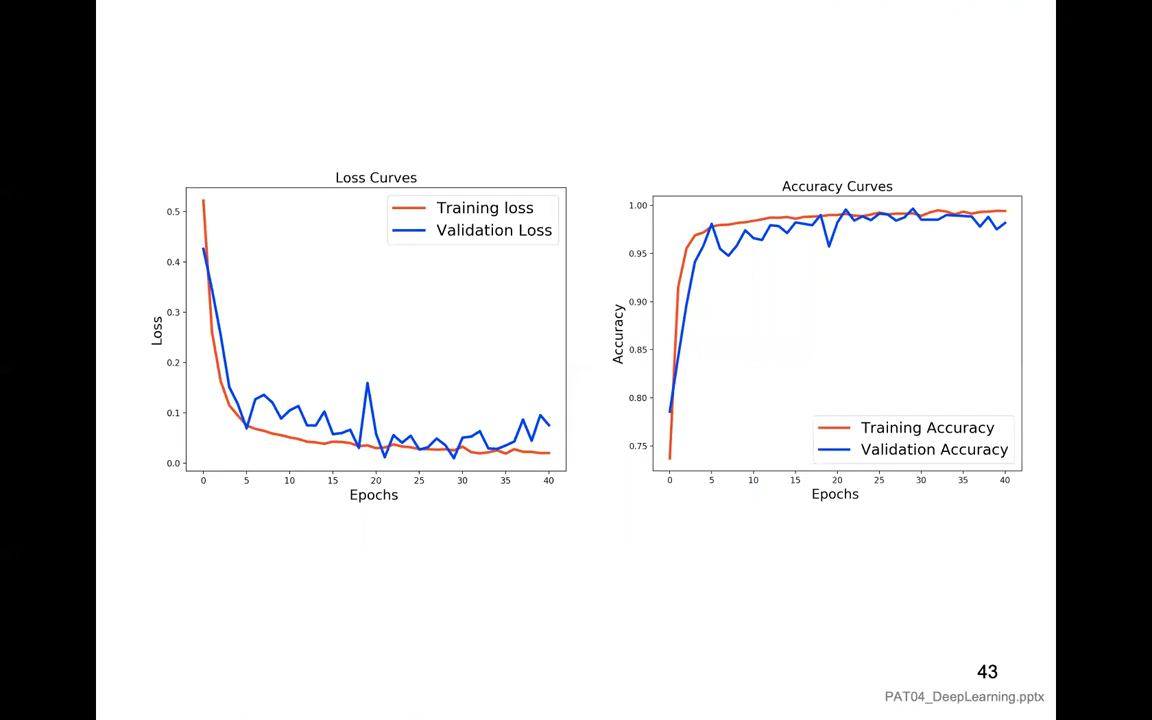 Loss Curves
Training loss
Validation Loss
0.5
0.4
0.3
0.2
0.1
0.0
Loss
0 5 10 15 20 25 30 35 40
Epochs
Accuracy Curves
1.00
0.95
0.90
0.85
0.80
0.75
Accuracy
Training Accuracy
Validation Accuracy
0 5 10 15 20 25 30 35 40
Epochs
43
PAT04_DeepLearning.pptx